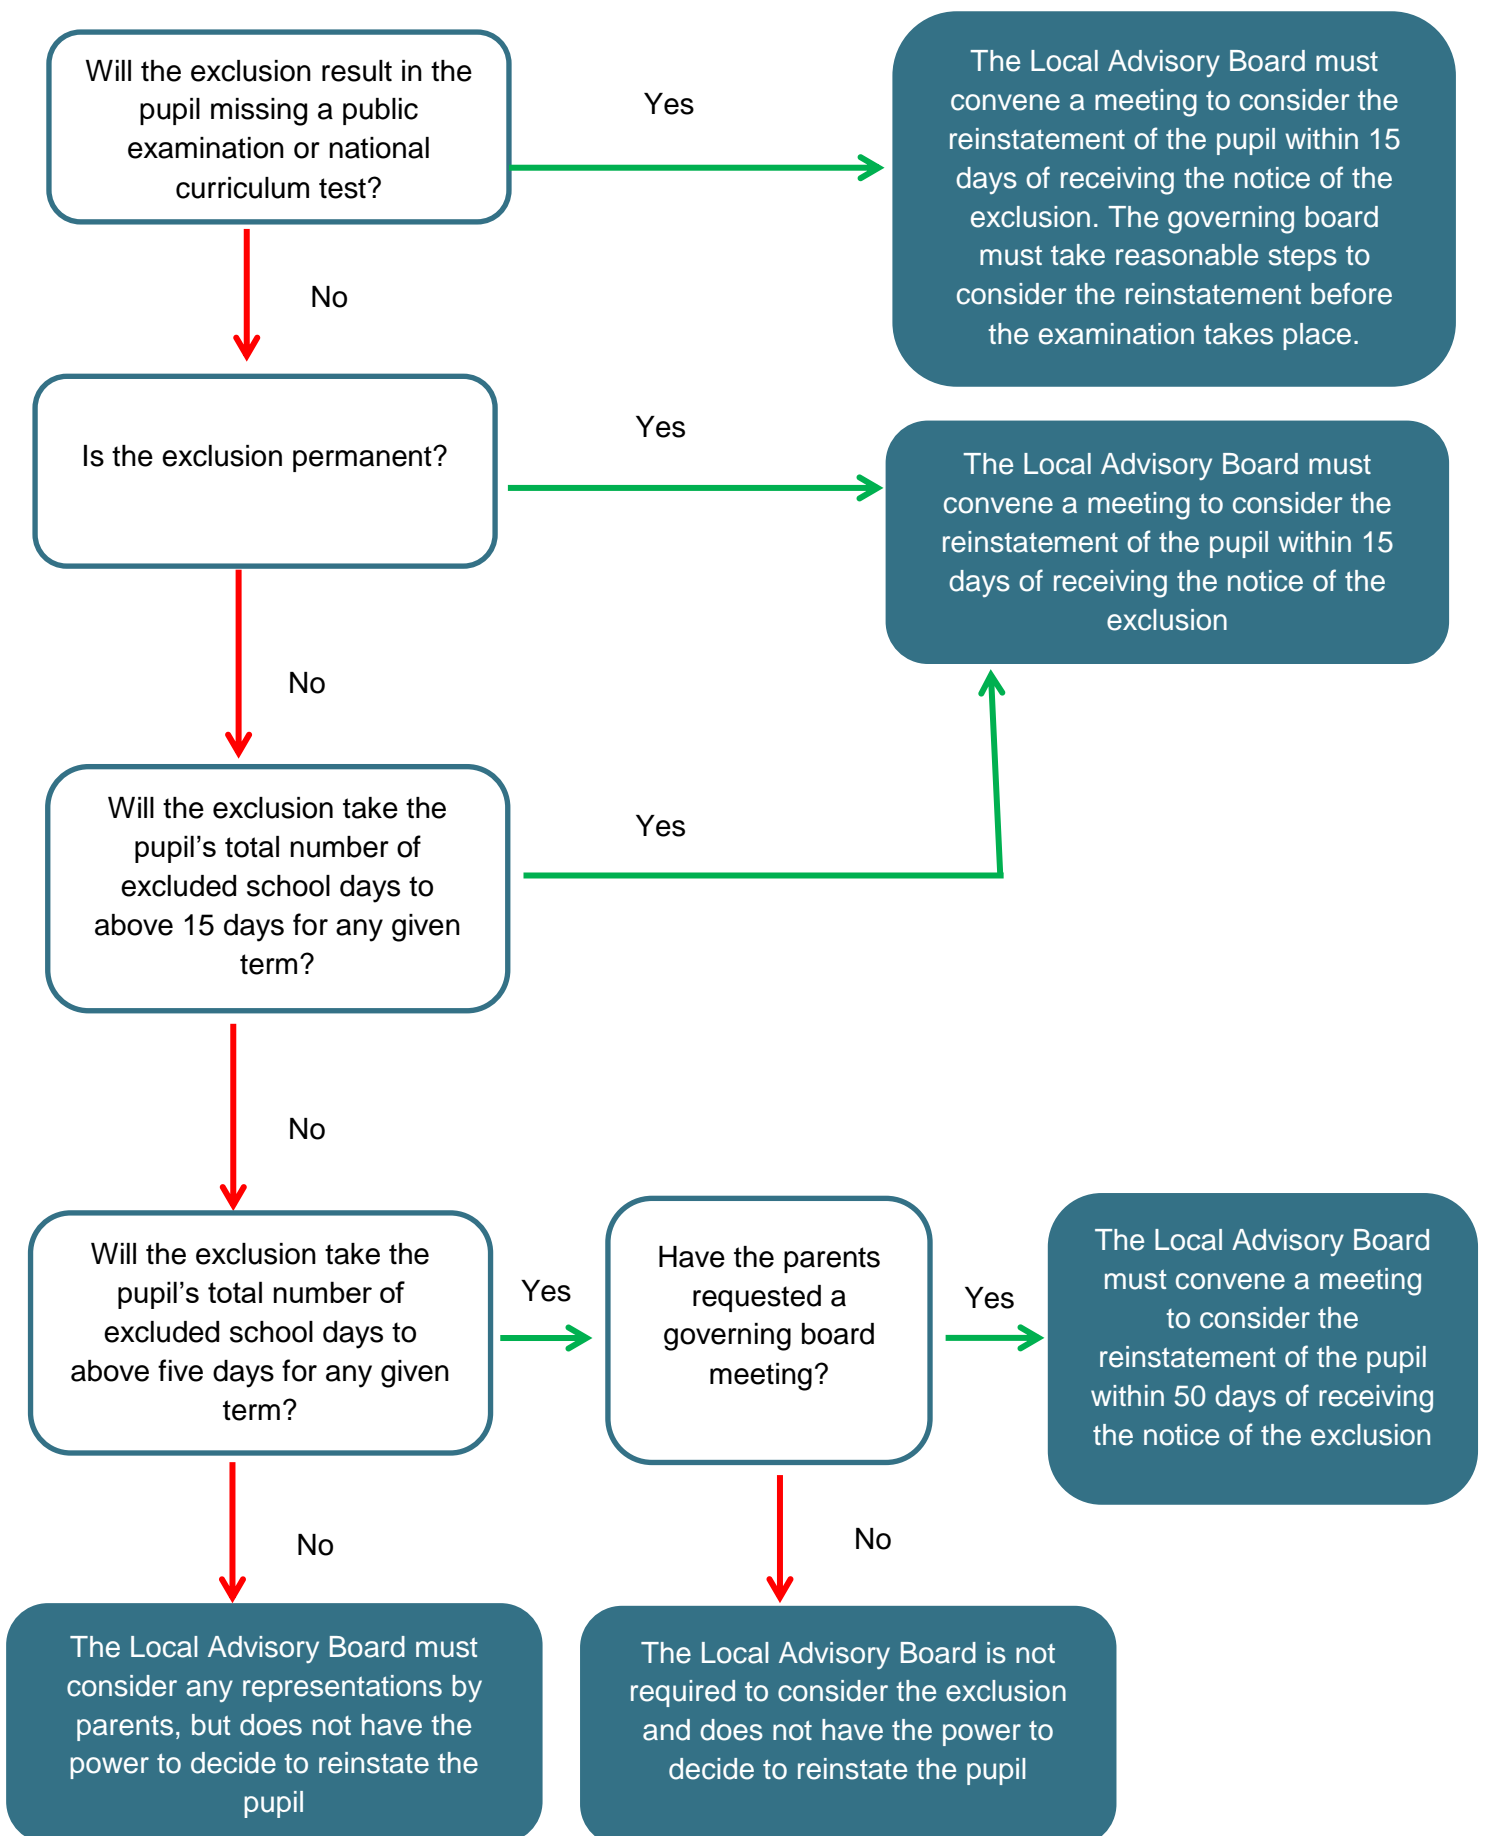 Will the exclusion result in the
pupil missing a public
examination or national
curriculum test?
Yes
The Local Advisory Board must
convene a meeting to consider the
reinstatement of the pupil within 15
days of receiving the notice of the
exclusion. The governing board
must take reasonable steps to
consider the reinstatement before
the examination takes place.
No
Is the exclusion permanent?
Yes
The Local Advisory Board must
convene a meeting to consider the
reinstatement of the pupil within 15
days of receiving the notice of the
exclusion
No
Will the exclusion take the
pupil’s total number of
excluded school days to
above 15 days for any given
term?
Yes
No
Will the exclusion take the
pupil’s total number of
excluded school days to
above five days for any given
term?
Yes
Have the parents
requested a
governing board
meeting?
Yes
The Local Advisory Board
must convene a meeting
to consider the
reinstatement of the pupil
within 50 days of receiving
the notice of the exclusion
No
No
The Local Advisory Board must
consider any representations by
parents, but does not have the
power to decide to reinstate the
pupil
The Local Advisory Board is not
required to consider the exclusion
and does not have the power to
decide to reinstate the pupil